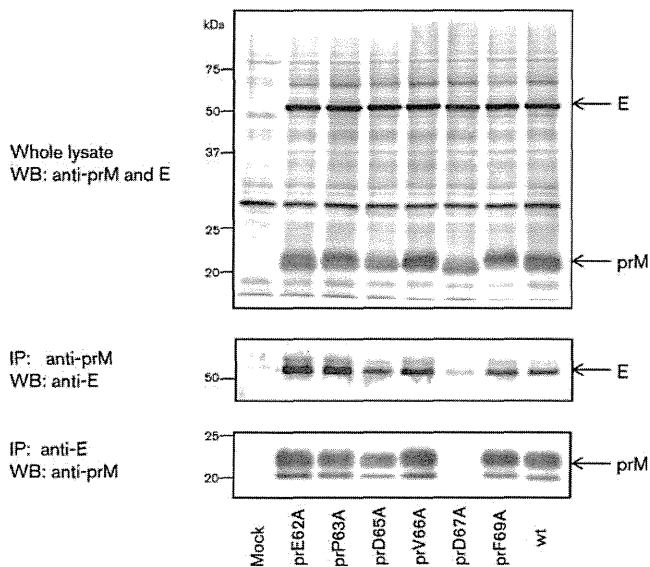 kDa
75
50
37
25
20
E
prM
Whole lysate
WB: anti-prM and E
IP: anti-prM
WB: anti-E
50
E
IP: anti-E
WB: anti-prM
25
20
prM
Mock
prE62A
prP63A
prD65A
prV66A
prD67A
prF69A
wt